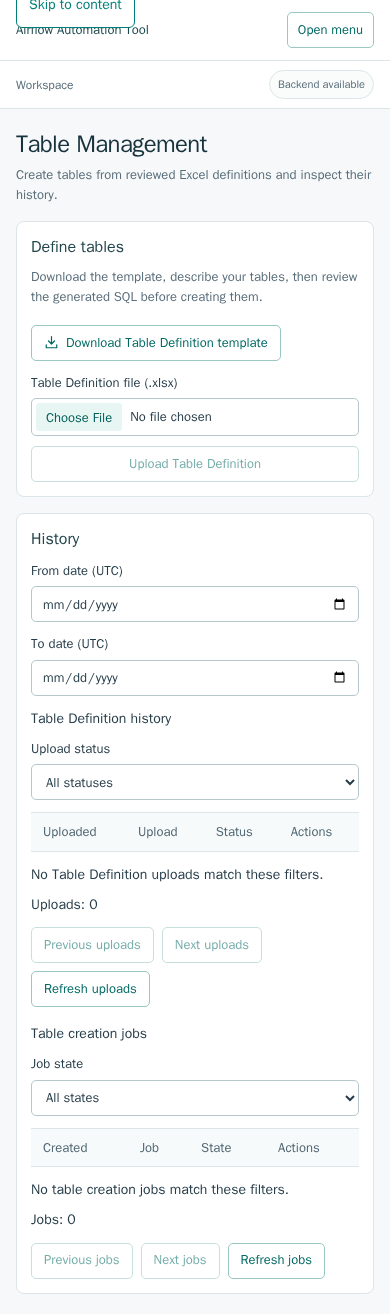 Skip to content
Airflow Automation Tool
Open menu
Workspace
Backend available
Table Management
Create tables from reviewed Excel definitions and inspect their
history.
Define tables
Download the template, describe your tables, then review
the generated SQL before creating them.
Download Table Definition template
Table Definition file (.xlsx)
Choose File No file chosen
Upload Table Definition
History
From date (UTC)
mm/dd/yyyy
To date (UTC)
mm/dd/yyyy
Table Definition history
Upload status
All statuses
Uploaded Upload Status Actions
No Table Definition uploads match these filters.
Uploads: 0
Previous uploads Next uploads
Refresh uploads
Table creation jobs
Job state
All states
Created Job State Actions
No table creation jobs match these filters.
Jobs: 0
Previous jobs Next jobs Refresh jobs